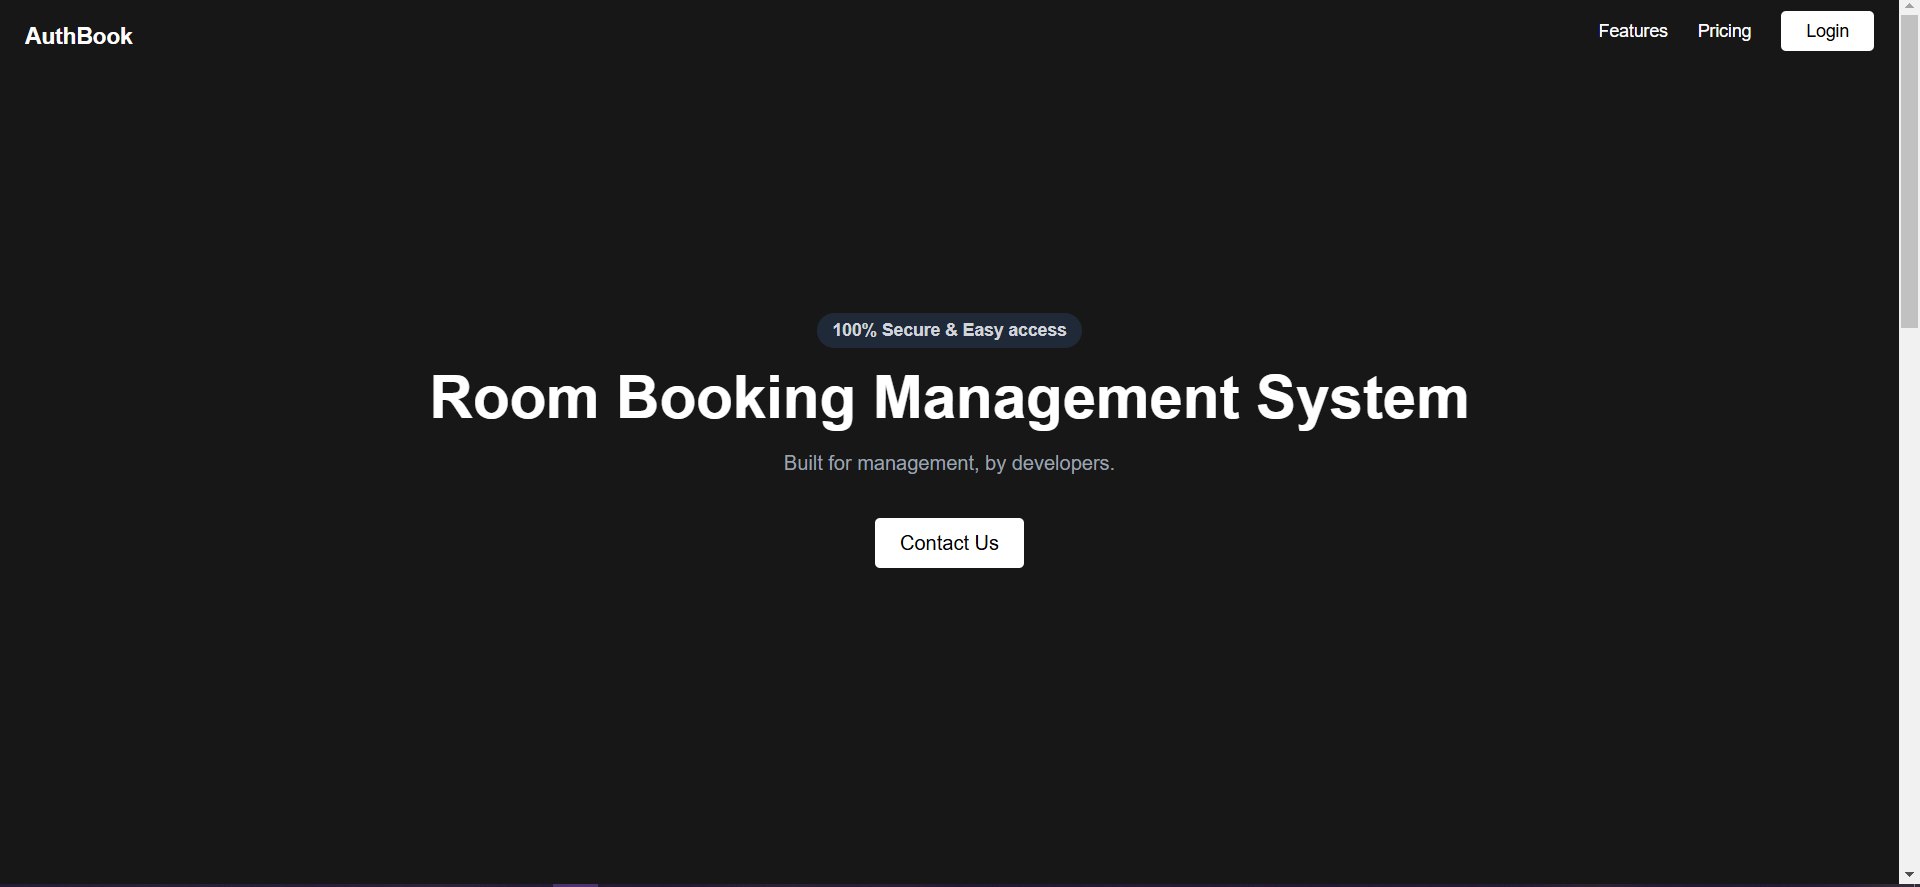 AuthBook
Features Pricing Login
100% Secure & Easy access
Room Booking Management System
Built for management, by developers.
Contact Us